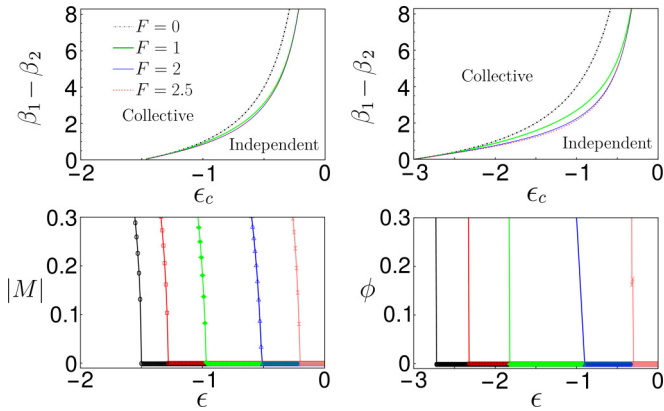 8
6
4
2
0
β₁ − β₂
F = 0
F = 1
F = 2
F = 2.5
Collective
Independent
−2 −1 0
ϵ_c
8
6
4
2
0
β₁ − β₂
Collective
Independent
−3 −2 −1 0
ϵ_c
0.3
0.2
0.1
0
|M|
−2 −1 0
ϵ
0.3
0.2
0.1
0
ϕ
−3 −2 −1 0
ϵ